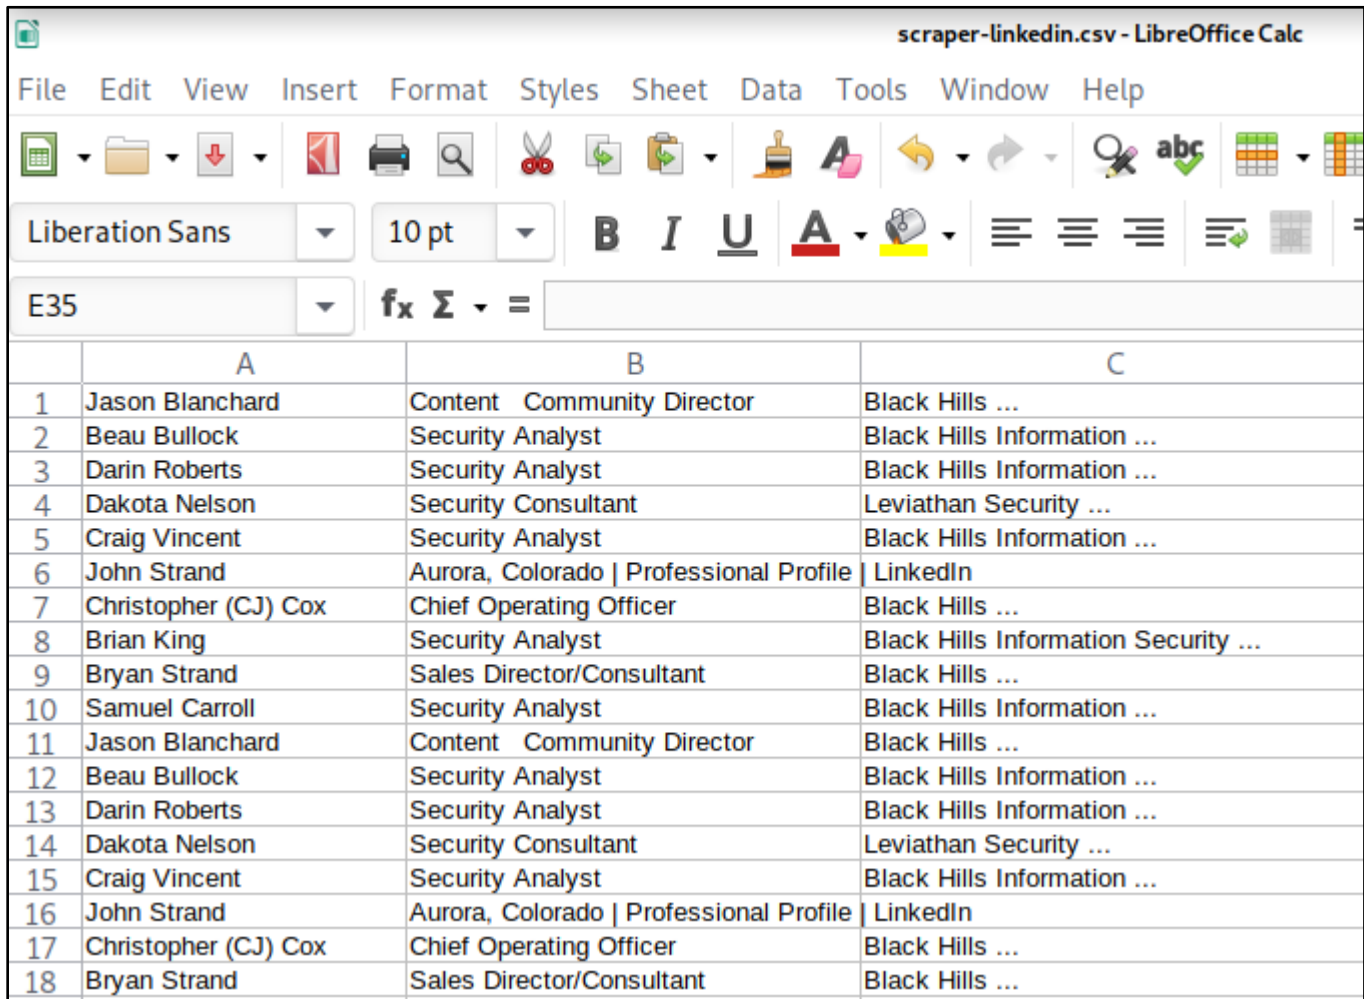 scraper-linkedin.csv - LibreOffice Calc
File Edit View Insert Format Styles Sheet Data Tools Window Help
abc
Liberation Sans 10 pt B I U A
E35 fx Σ =
A B C
1 Jason Blanchard Content   Community Director Black Hills ...
2 Beau Bullock Security Analyst Black Hills Information ...
3 Darin Roberts Security Analyst Black Hills Information ...
4 Dakota Nelson Security Consultant Leviathan Security ...
5 Craig Vincent Security Analyst Black Hills Information ...
6 John Strand Aurora, Colorado | Professional Profile | LinkedIn
7 Christopher (CJ) Cox Chief Operating Officer Black Hills ...
8 Brian King Security Analyst Black Hills Information Security ...
9 Bryan Strand Sales Director/Consultant Black Hills ...
10 Samuel Carroll Security Analyst Black Hills Information ...
11 Jason Blanchard Content   Community Director Black Hills ...
12 Beau Bullock Security Analyst Black Hills Information ...
13 Darin Roberts Security Analyst Black Hills Information ...
14 Dakota Nelson Security Consultant Leviathan Security ...
15 Craig Vincent Security Analyst Black Hills Information ...
16 John Strand Aurora, Colorado | Professional Profile | LinkedIn
17 Christopher (CJ) Cox Chief Operating Officer Black Hills ...
18 Bryan Strand Sales Director/Consultant Black Hills ...